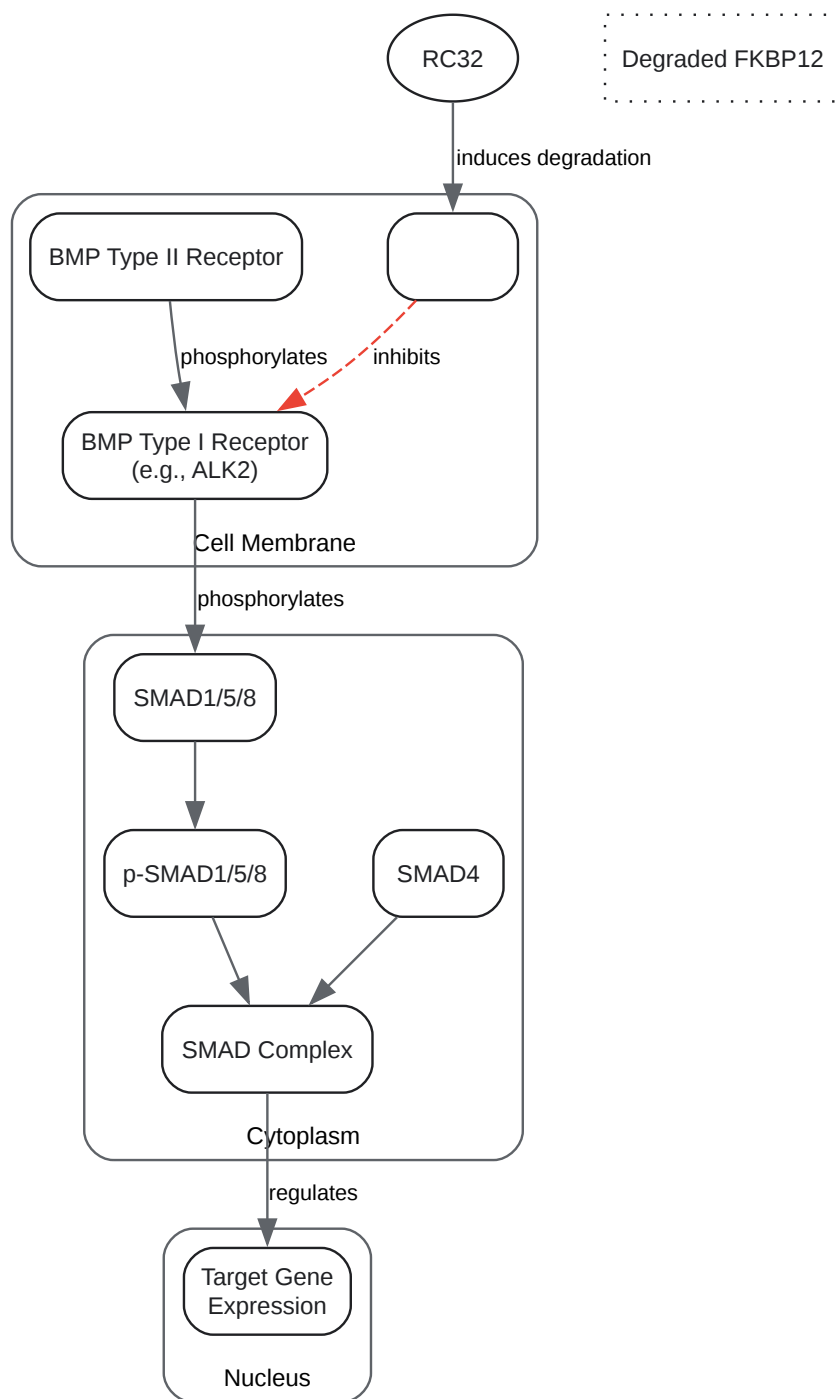 RC32
Degraded FKBP12
induces degradation
BMP Type II Receptor
phosphorylates
inhibits
BMP Type I Receptor
(e.g., ALK2)
Cell Membrane
phosphorylates
SMAD1/5/8
p-SMAD1/5/8
SMAD4
SMAD Complex
Cytoplasm
regulates
Target Gene
Expression
Nucleus